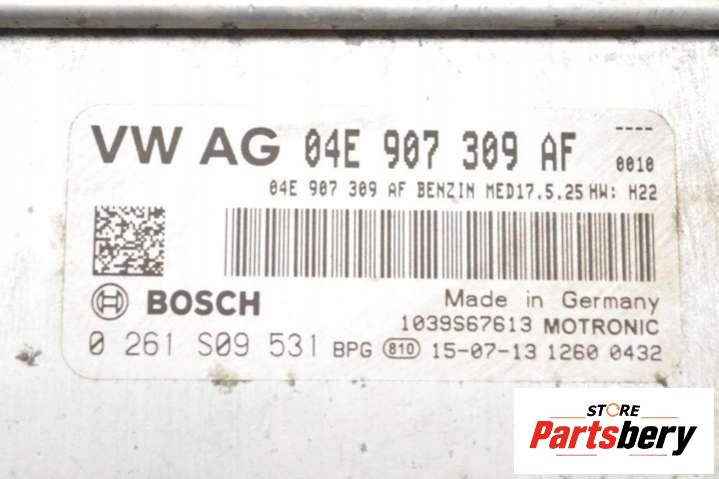 VW AG 04E 907 309 AF ----
0010
04E 907 309 AF BENZIN MED17.5.25 HW: H22
BOSCH
Made in Germany
1039S67613 MOTRONIC
0 261 S09 531 BPG 810 15-07-13 1260 0432
STORE
Partsbery